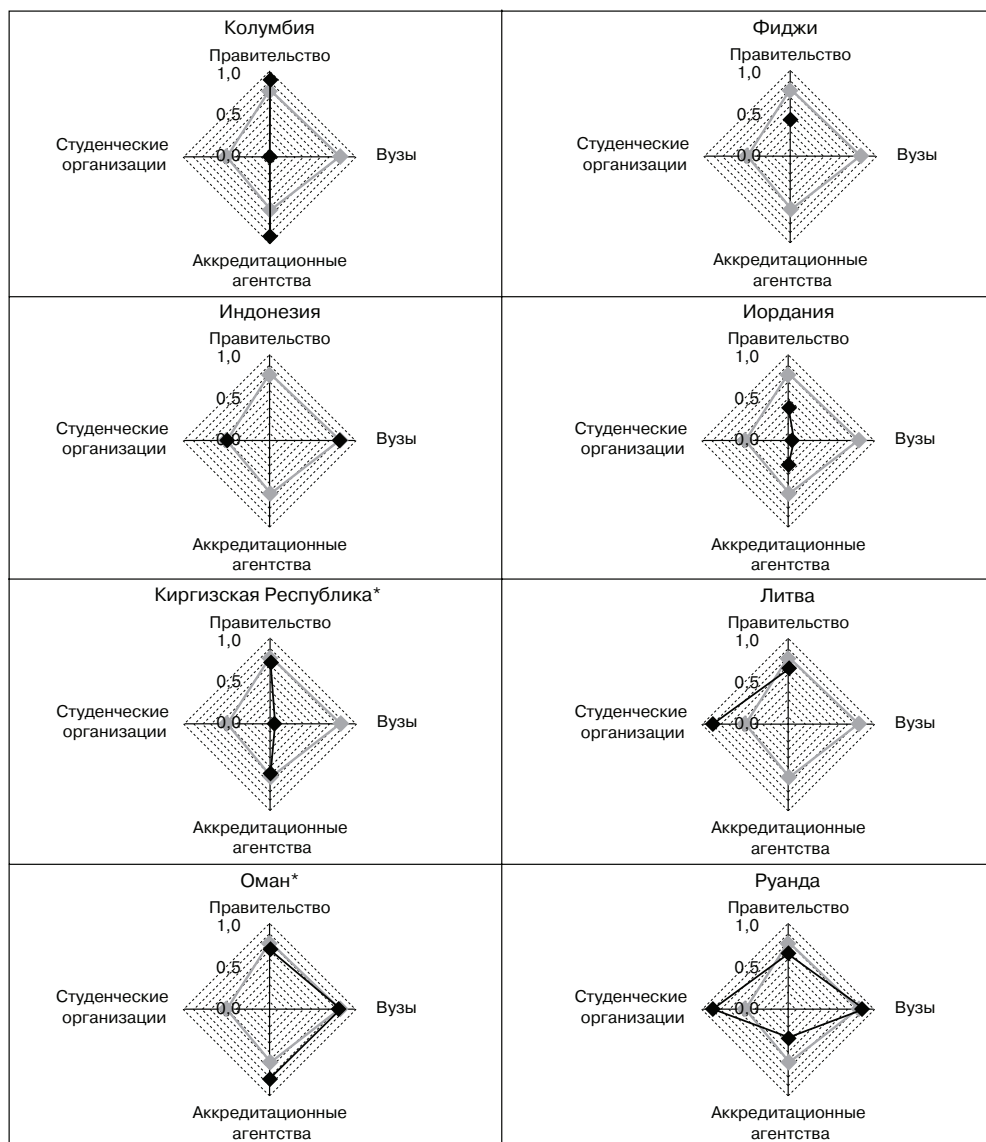 Колумбия
Правительство
1,0
0,5
Студенческие
организации
0,0
Вузы
Аккредитационные
агентства
Фиджи
Правительство
1,0
0,5
Студенческие
организации
0,0
Вузы
Аккредитационные
агентства
Индонезия
Правительство
1,0
0,5
Студенческие
организации
0,0
Вузы
Аккредитационные
агентства
Иордания
Правительство
1,0
0,5
Студенческие
организации
0,0
Вузы
Аккредитационные
агентства
Киргизская Республика*
Правительство
1,0
0,5
Студенческие
организации
0,0
Вузы
Аккредитационные
агентства
Литва
Правительство
1,0
0,5
Студенческие
организации
0,0
Вузы
Аккредитационные
агентства
Оман*
Правительство
1,0
0,5
Студенческие
организации
0,0
Вузы
Аккредитационные
агентства
Руанда
Правительство
1,0
0,5
Студенческие
организации
0,0
Вузы
Аккредитационные
агентства